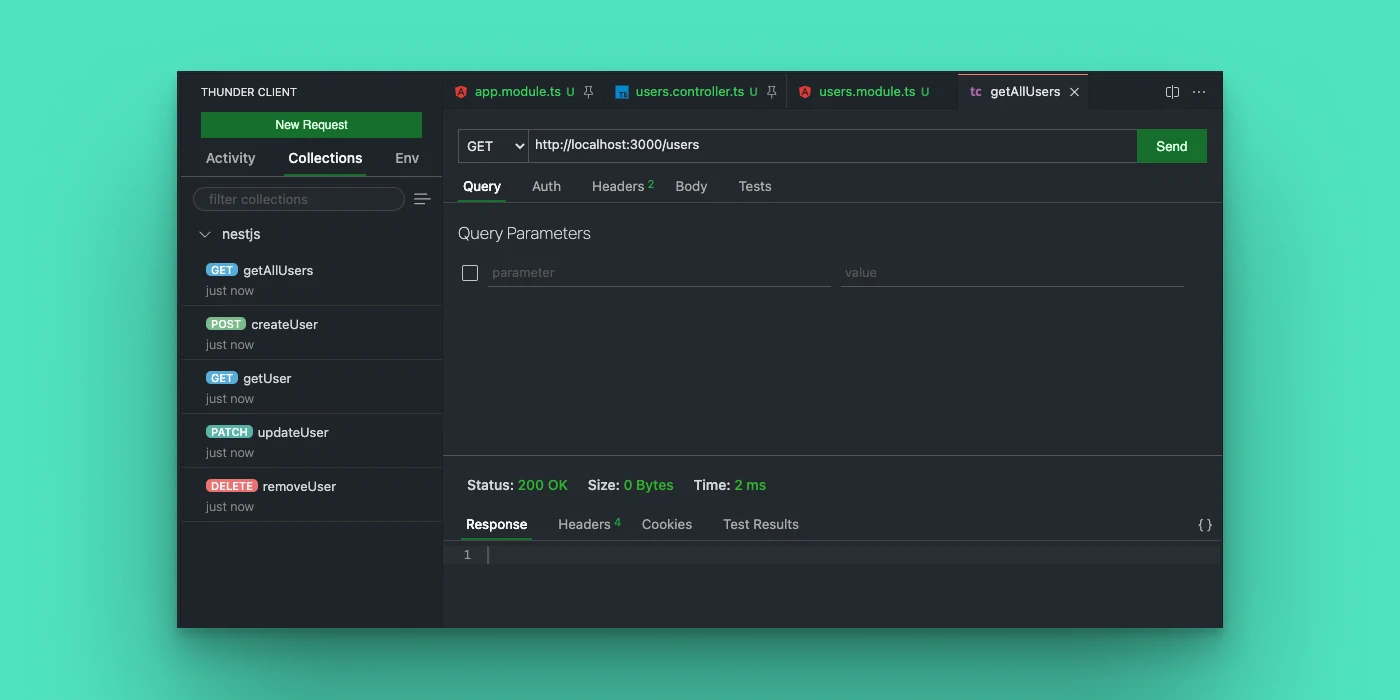 THUNDER CLIENT
New Request
Activity Collections Env
filter collections
nestjs
GET getAllUsers
just now
POST createUser
just now
GET getUser
just now
PATCH updateUser
just now
DELETE removeUser
just now
app.module.ts U TS users.controller.ts U users.module.ts U tc getAllUsers
GET http://localhost:3000/users Send
Query Auth Headers 2 Body Tests
Query Parameters
parameter value
Status: 200 OK Size: 0 Bytes Time: 2 ms
Response Headers 4 Cookies Test Results { }
1